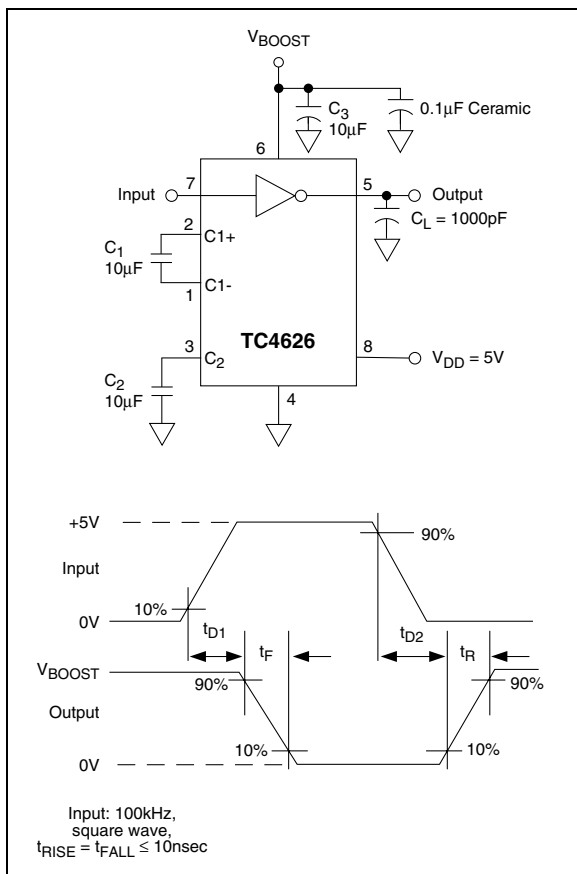 VBOOST
C3
10µF
0.1µF Ceramic
6
7
5
Input
Output
CL = 1000pF
2
C1+
C1
10µF
C1-
1
TC4626
3
C2
8
VDD = 5V
C2
10µF
4
+5V
90%
Input
10%
0V
tD1
tF
tD2
tR
VBOOST
90%
90%
Output
10%
10%
0V
Input: 100kHz,
square wave,
tRISE = tFALL ≤ 10nsec